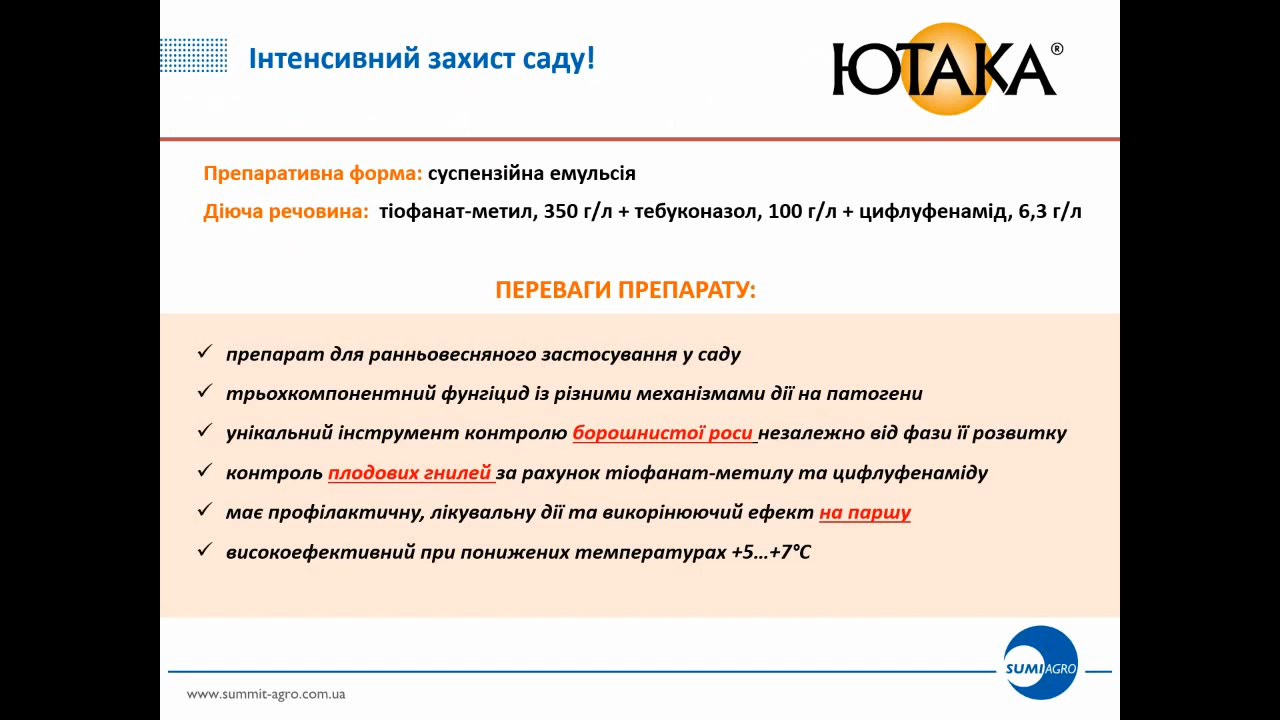 Інтенсивний захист саду!
ЮТАКА®
Препаративна форма: суспензійна емульсія
Діюча речовина: тіофанат-метил, 350 г/л + тебуконазол, 100 г/л + цифлуфенамід, 6,3 г/л
ПЕРЕВАГИ ПРЕПАРАТУ:
✓ препарат для ранньовесняного застосування у саду
✓ трьохкомпонентний фунгіцид із різними механізмами дії на патогени
✓ унікальний інструмент контролю борошнистої роси незалежно від фази її розвитку
✓ контроль плодових гнилей за рахунок тіофанат-метилу та цифлуфенаміду
✓ має профілактичну, лікувальну дії та викорінюючий ефект на паршу
✓ високоефективний при понижених температурах +5...+7°С
SUMI AGRO
www.summit-agro.com.ua